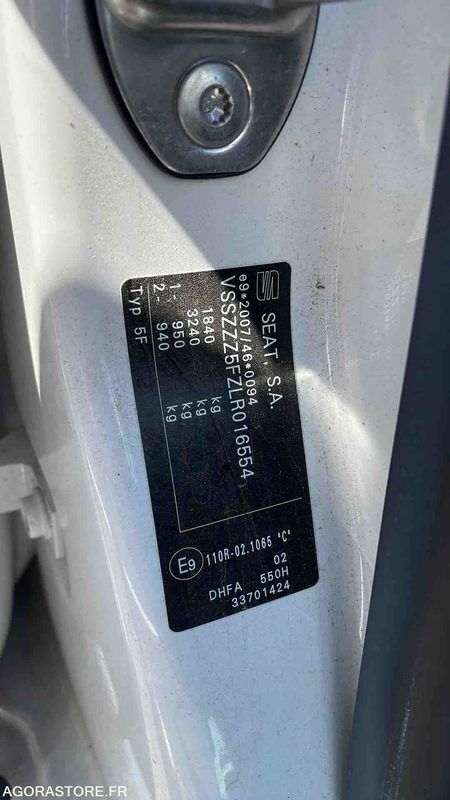 SEAT, S.A.
e9*2007/46*0094
VSSZZZ5FZLR016554
1840 kg
3240 kg
1- 950 kg
2- 940 kg
Typ 5F
E9 110R-02.1065 "C"
02
DHFA 550H
33701424
AGORASTORE.FR